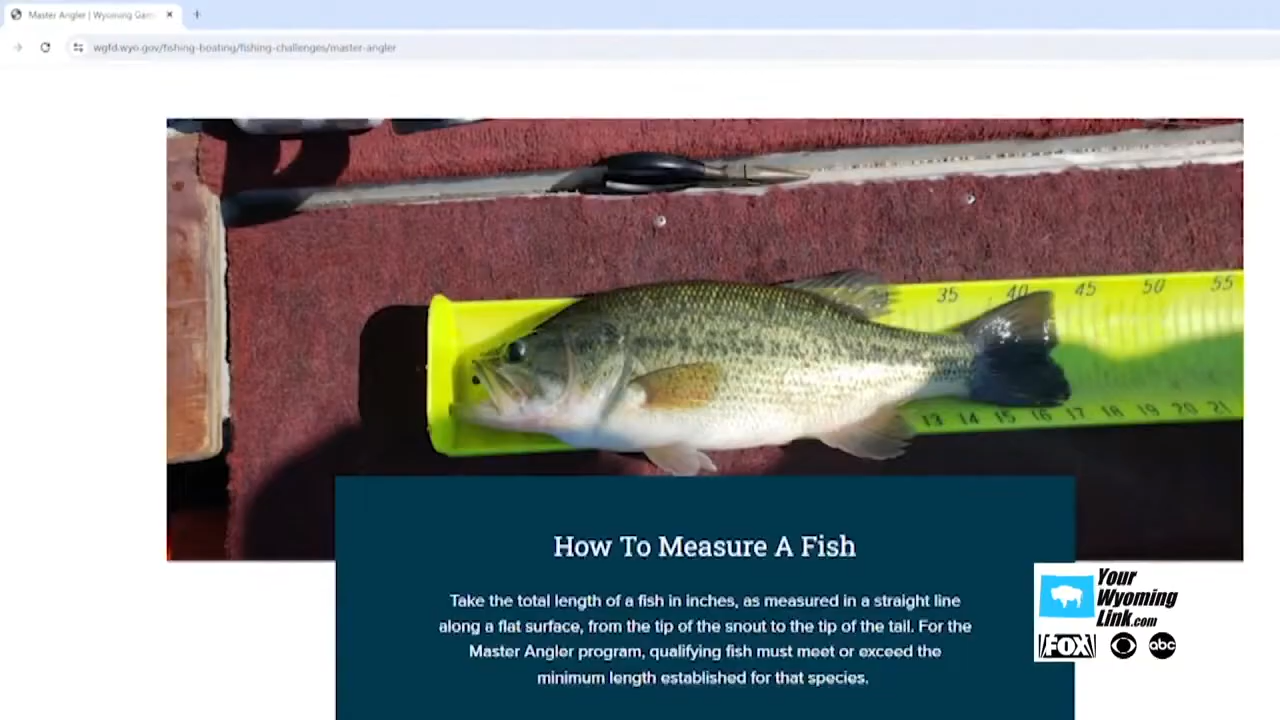 Master Angler | Wyoming Gam
wgfd.wyo.gov/fishing-boating/fishing-challenges/master-angler
35 40 45 50 55
13 14 15 16 17 18 19 20 21
How To Measure A Fish
Take the total length of a fish in inches, as measured in a straight line
along a flat surface, from the tip of the snout to the tip of the tail. For the
Master Angler program, qualifying fish must meet or exceed the
minimum length established for that species.
Your
Wyoming
Link.com
FOX
abc